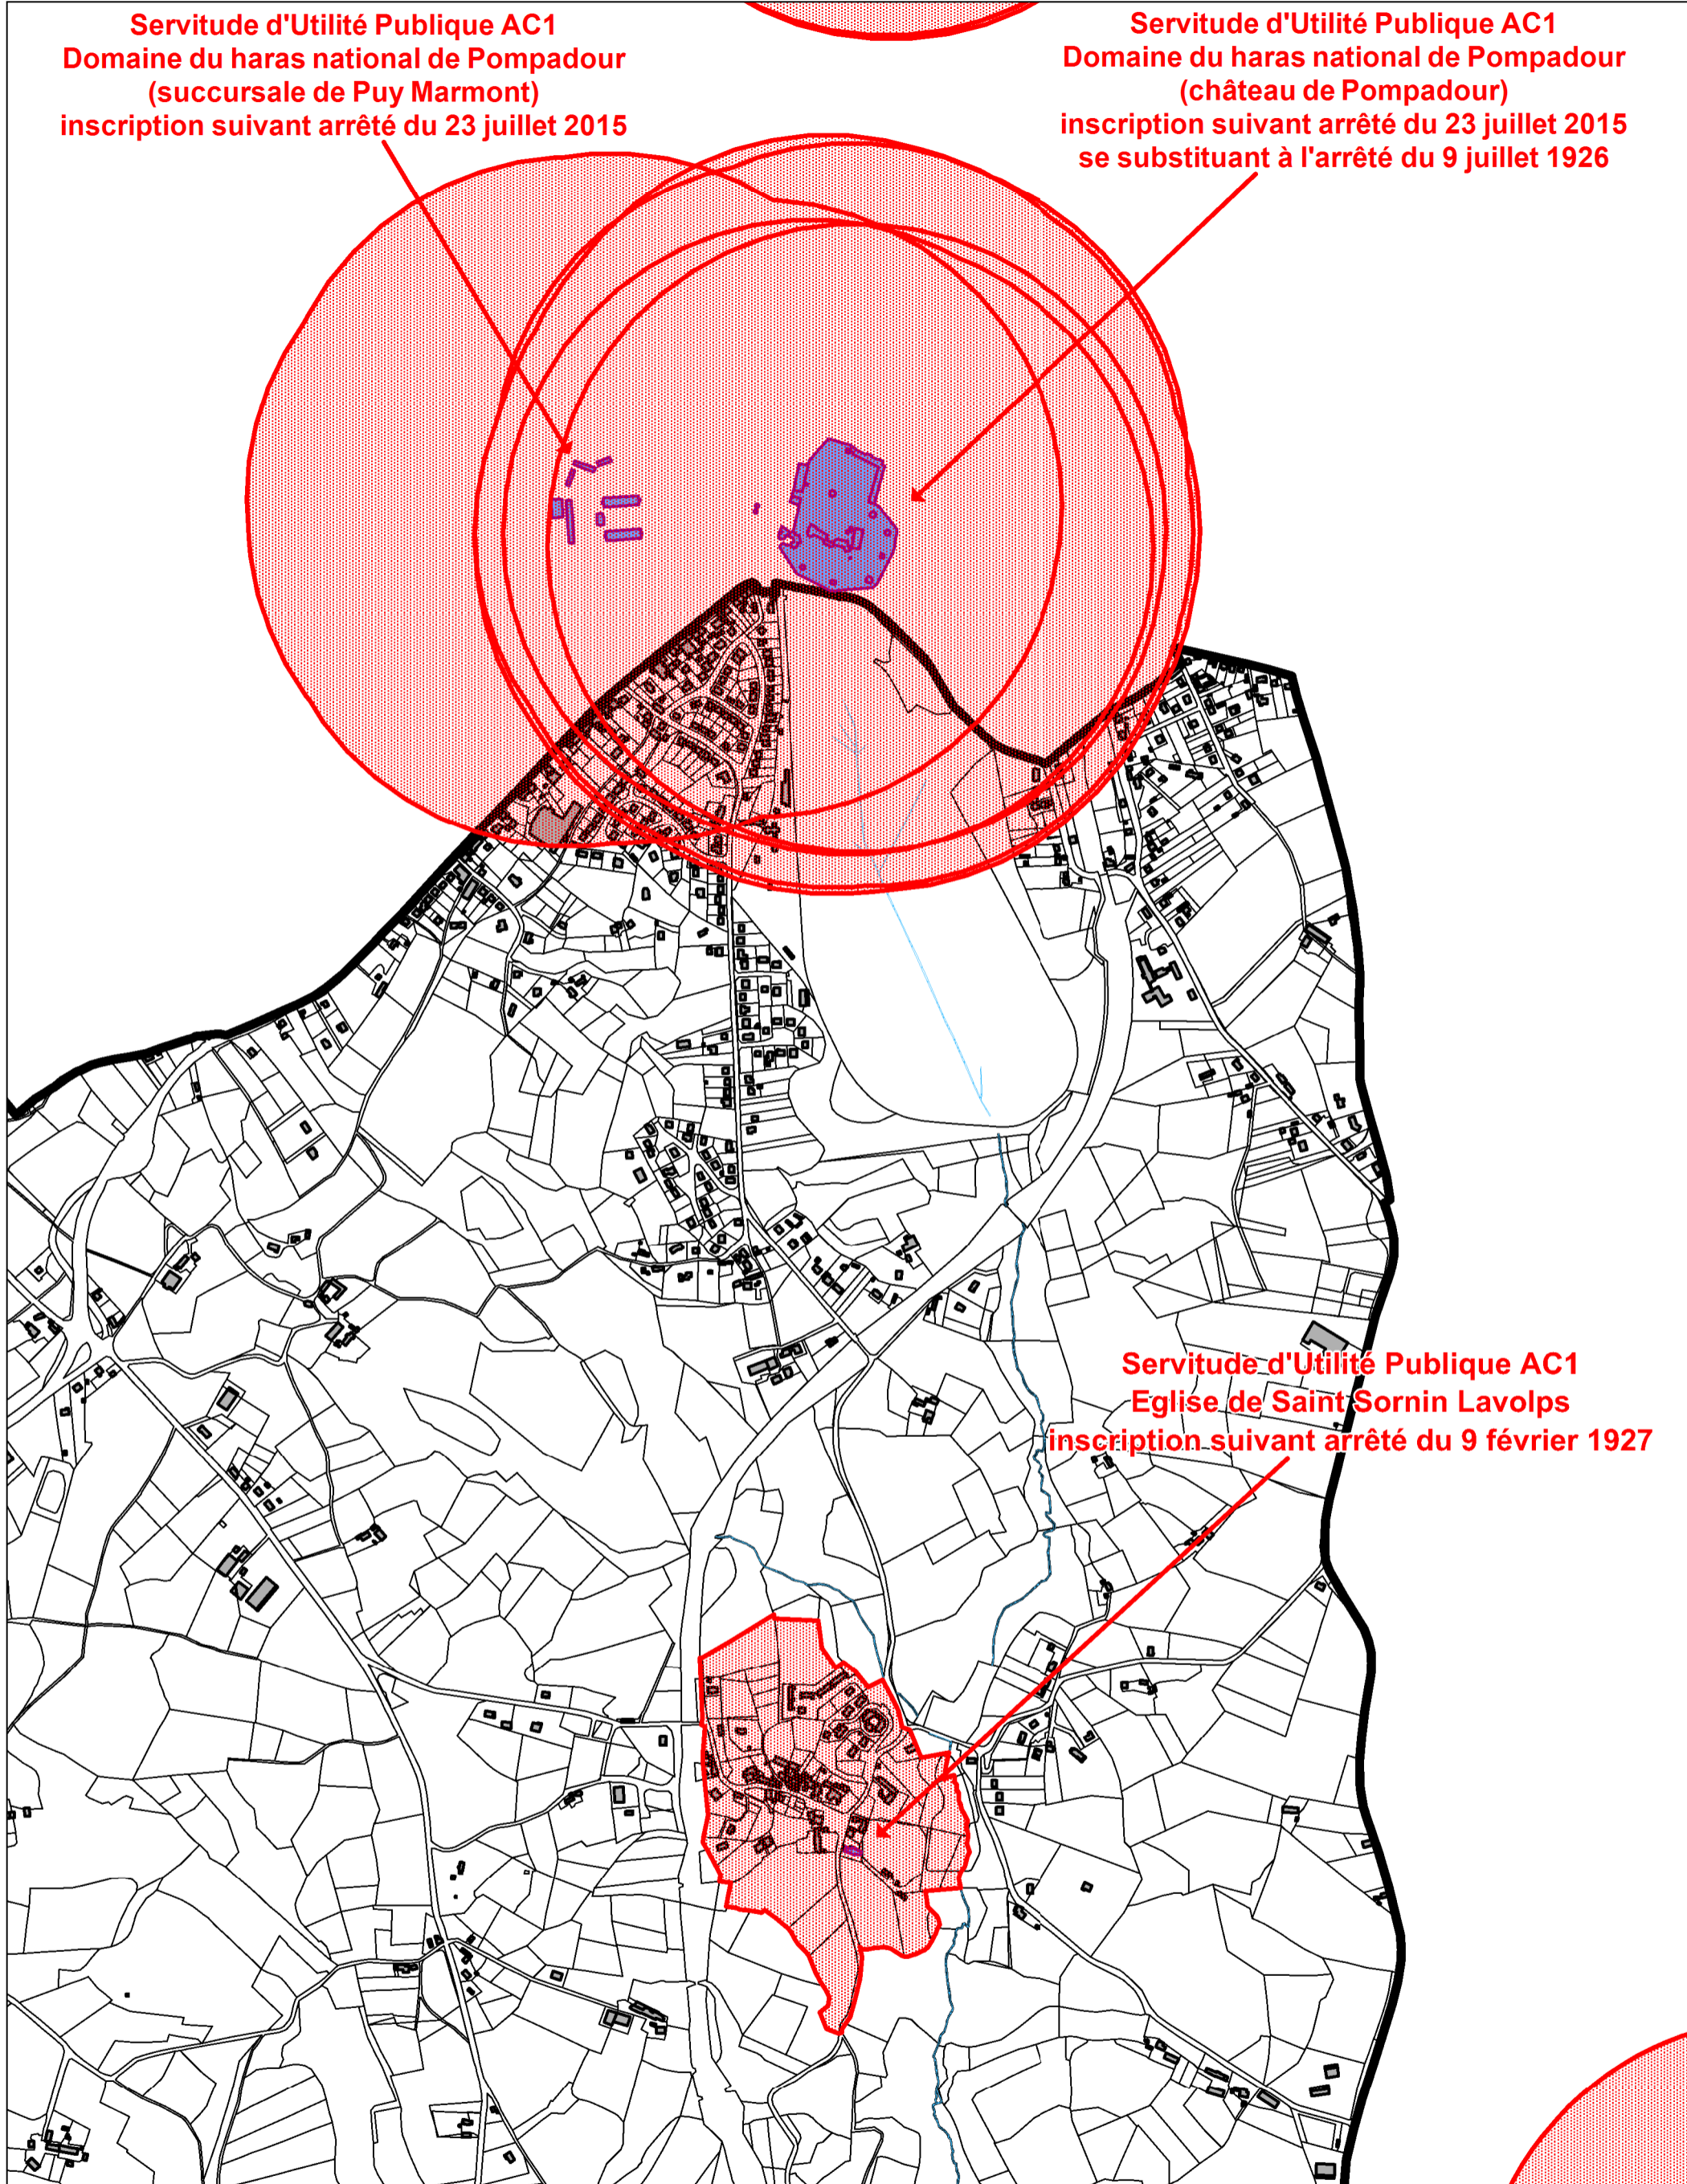 Servitude d'Utilité Publique AC1
Domaine du haras national de Pompadour
(succursale de Puy Marmont)
inscription suivant arrêté du 23 juillet 2015
Servitude d'Utilité Publique AC1
Domaine du haras national de Pompadour
(château de Pompadour)
inscription suivant arrêté du 23 juillet 2015
se substituant à l'arrêté du 9 juillet 1926
Servitude d'Utilité Publique AC1
Eglise de Saint Sornin Lavolps
inscription suivant arrêté du 9 février 1927